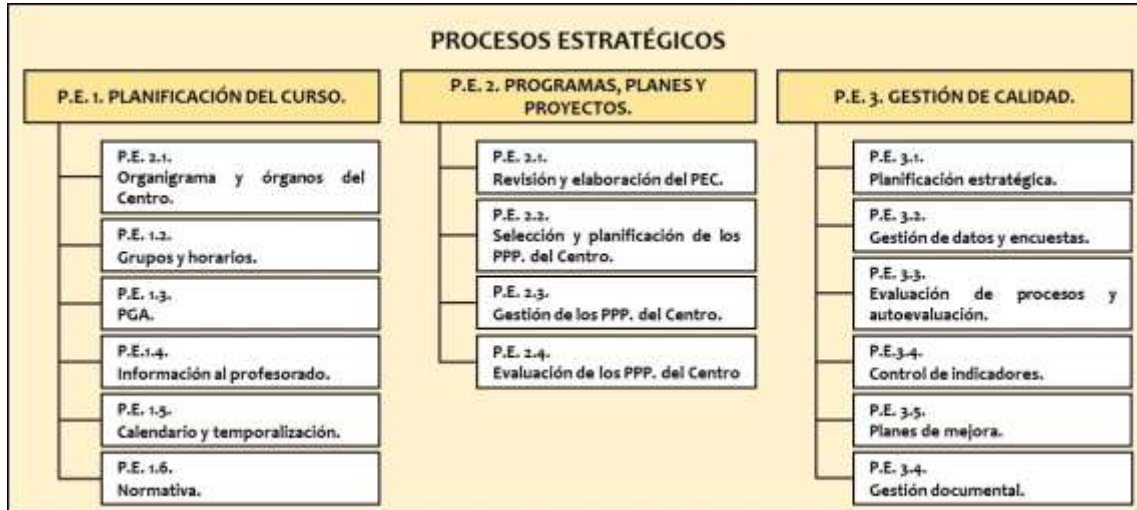 PROCESOS ESTRATÉGICOS
P.E. 1. PLANIFICACIÓN DEL CURSO.
P.E. 2.1.
Organigrama y órganos del
Centro.
P.E. 1.2.
Grupos y horarios.
P.E. 1.3.
PGA.
P.E.1.4.
Información al profesorado.
P.E. 1.5.
Calendario y temporalización.
P.E. 1.6.
Normativa.
P.E. 2. PROGRAMAS, PLANES Y
PROYECTOS.
P.E. 2.1.
Revisión y elaboración del PEC.
P.E. 2.2.
Selección y planificación de los
PPP. del Centro.
P.E. 2.3.
Gestión de los PPP. del Centro.
P.E. 2.4.
Evaluación de los PPP. del Centro
P.E. 3. GESTIÓN DE CALIDAD.
P.E. 3.1.
Planificación estratégica.
P.E. 3.2.
Gestión de datos y encuestas.
P.E. 3.3.
Evaluación de procesos y
autoevaluación.
P.E.3.4.
Control de indicadores.
P.E. 3.5.
Planes de mejora.
P.E. 3.4.
Gestión documental.